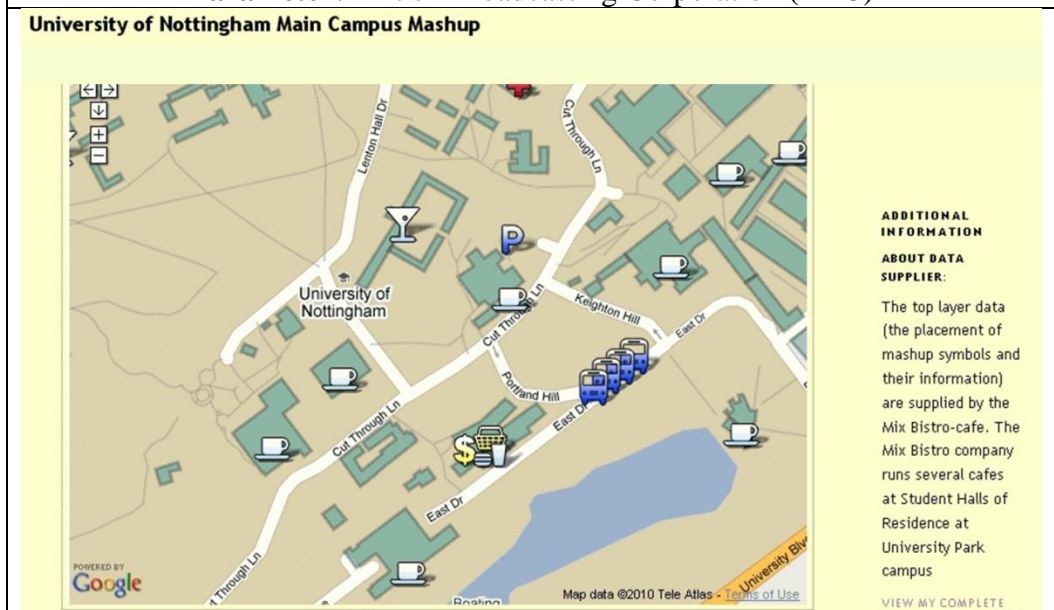 University of Nottingham Main Campus Mashup
Lenton Hall Dr
Cut Through Ln
P
University of
Nottingham
Cut Through Ln
Keighton Hill
East Dr
Portland Hill
East Dr
Cut Through Ln
$
East Dr
Through Ln
University Blv
POWERED BY
Google
Boating
Map data ©2010 Tele Atlas - Terms of Use
ADDITIONAL
INFORMATION
ABOUT DATA
SUPPLIER:
The top layer data
(the placement of
mashup symbols and
their information)
are supplied by the
Mix Bistro-cafe. The
Mix Bistro company
runs several cafes
at Student Halls of
Residence at
University Park
campus
VIEW MY COMPLETE